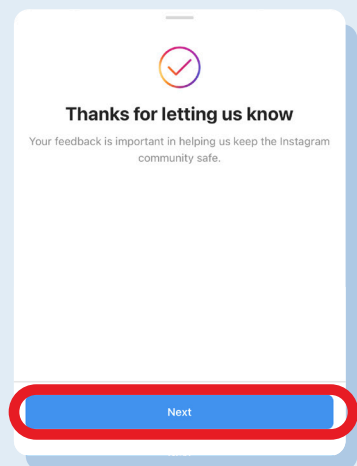 Thanks for letting us know
Your feedback is important in helping us keep the Instagram
community safe.
Next